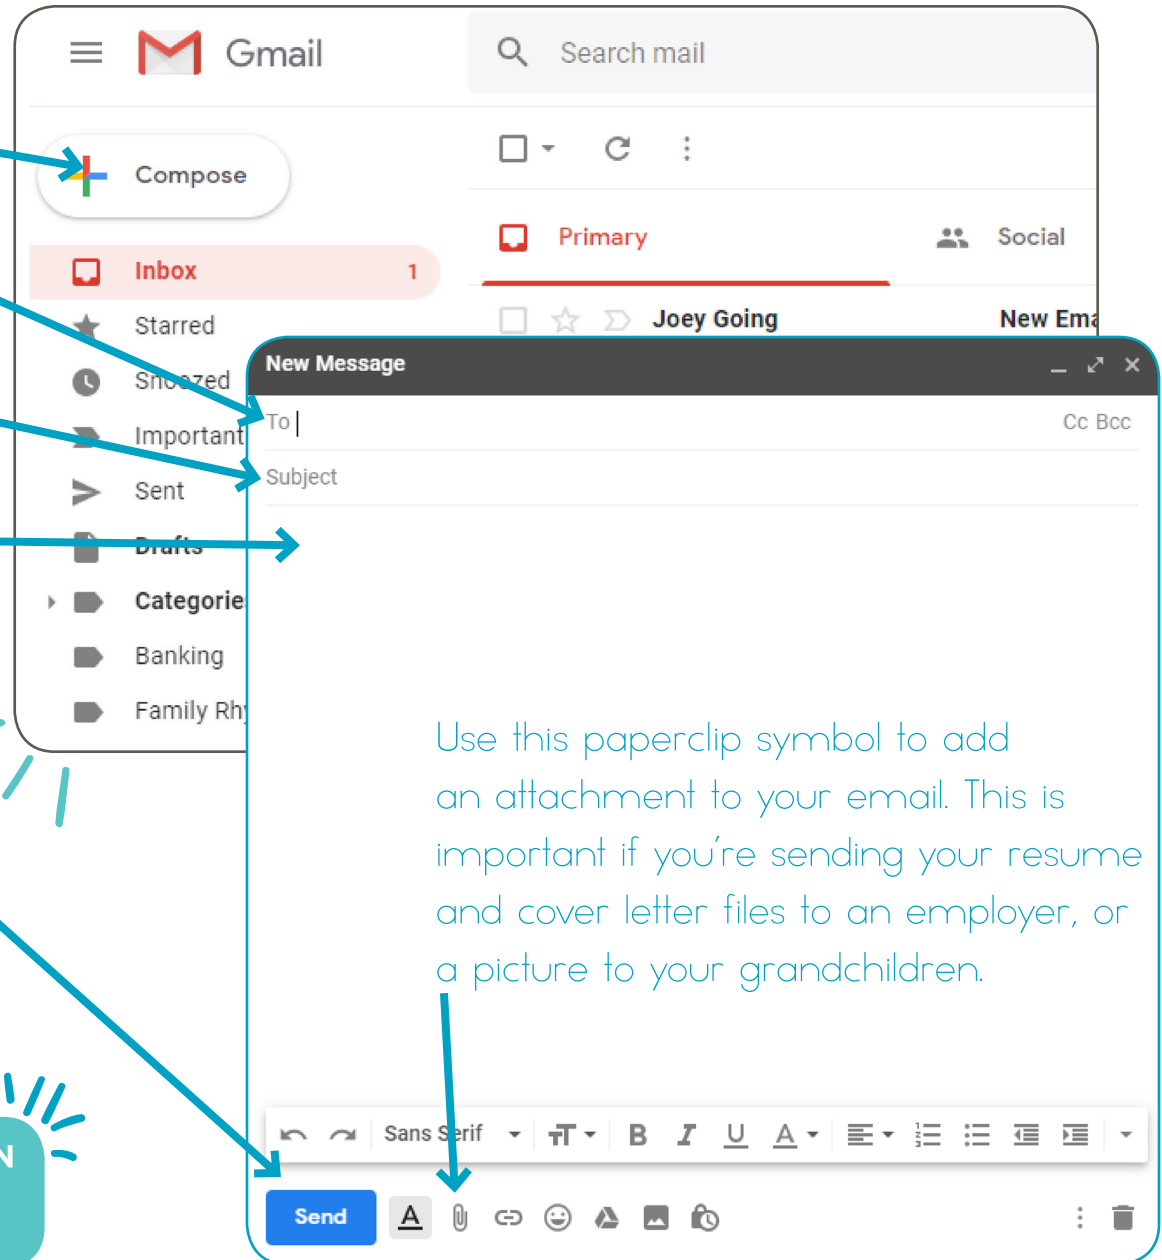 Gmail
Search mail
Compose
Primary
Social
Inbox 1
Starred
Joey Going
New Ema
Snoozed
Important
Sent
Drafts
Categorie
Banking
Family Rhy
New Message
To
Cc Bcc
Subject
Use this paperclip symbol to add
an attachment to your email. This is
important if you're sending your resume
and cover letter files to an employer, or
a picture to your grandchildren.
Sans Serif
B I U A
Send A
N